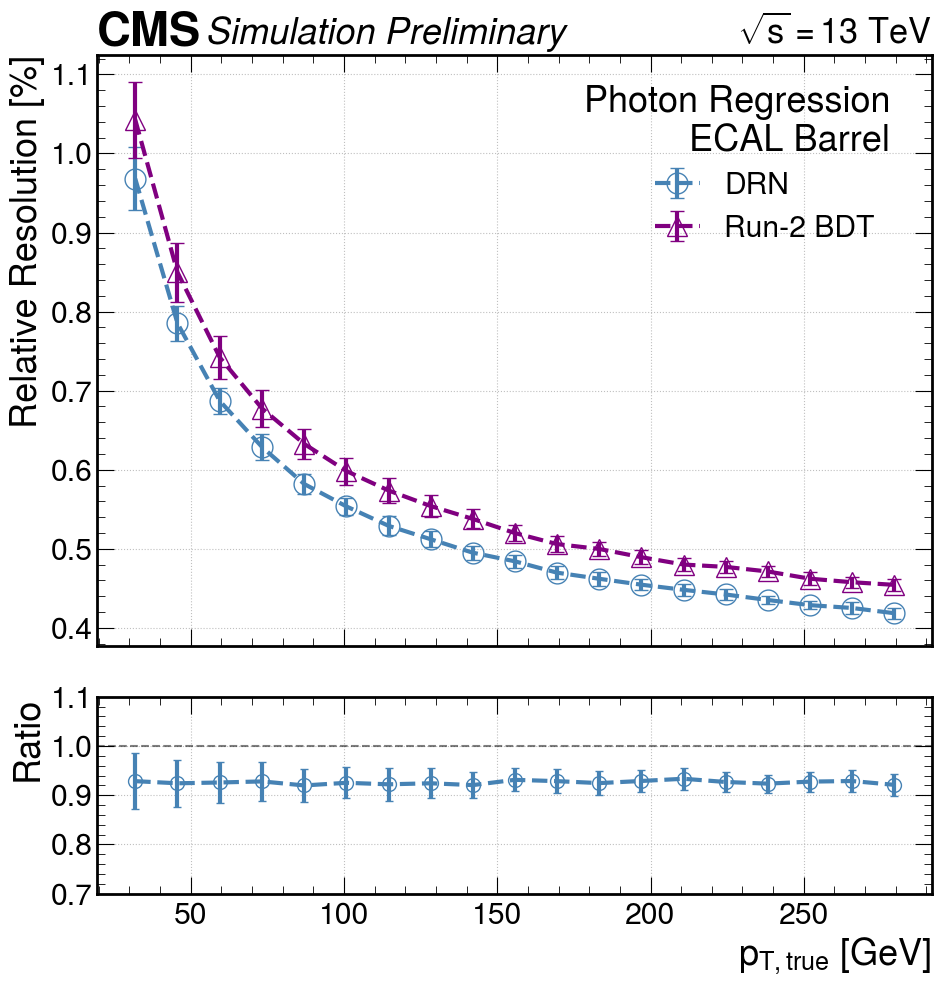 CMS Simulation Preliminary √s = 13 TeV
Relative Resolution [%]
1.1
1.0
0.9
0.8
0.7
0.6
0.5
0.4
Photon Regression
ECAL Barrel
DRN
Run-2 BDT
Ratio
1.1
1.0
0.9
0.8
0.7
50 100 150 200 250
pT, true [GeV]